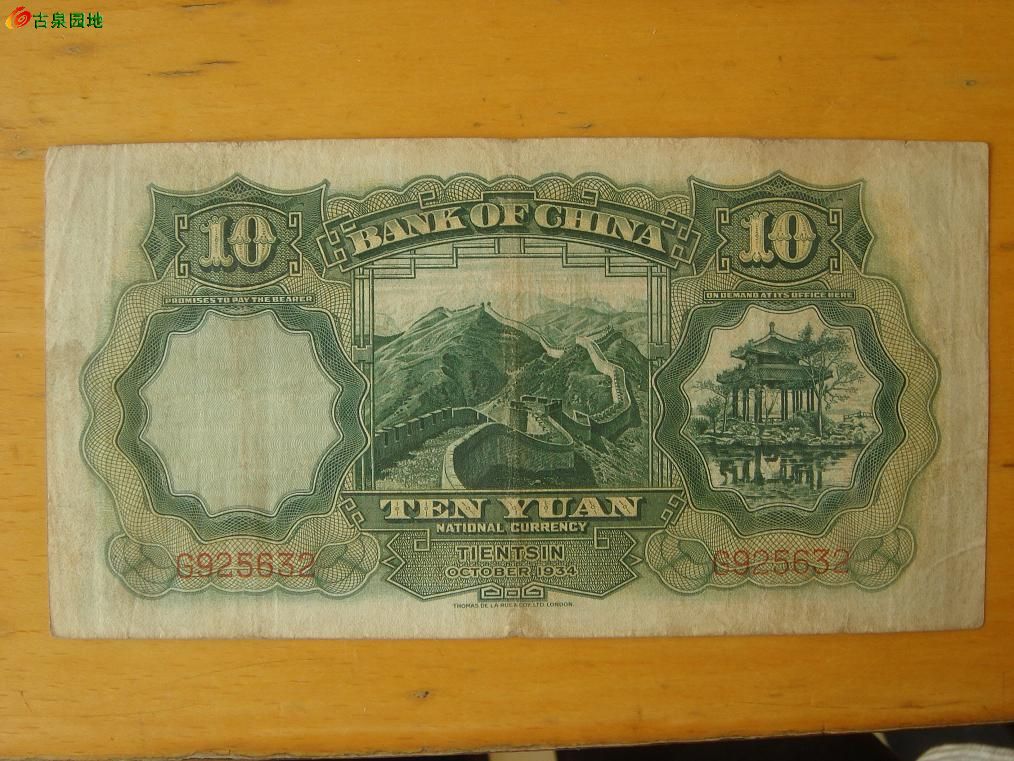 古泉园地
BANK OF CHINA
10
10
PROMISES TO PAY THE BEARER
ON DEMAND AT ITS OFFICE HERE
TEN YUAN
NATIONAL CURRENCY
TIENTSIN
OCTOBER 1934
G925632
G925632
THOMAS DE LA RUE & COY. LTD. LONDON.